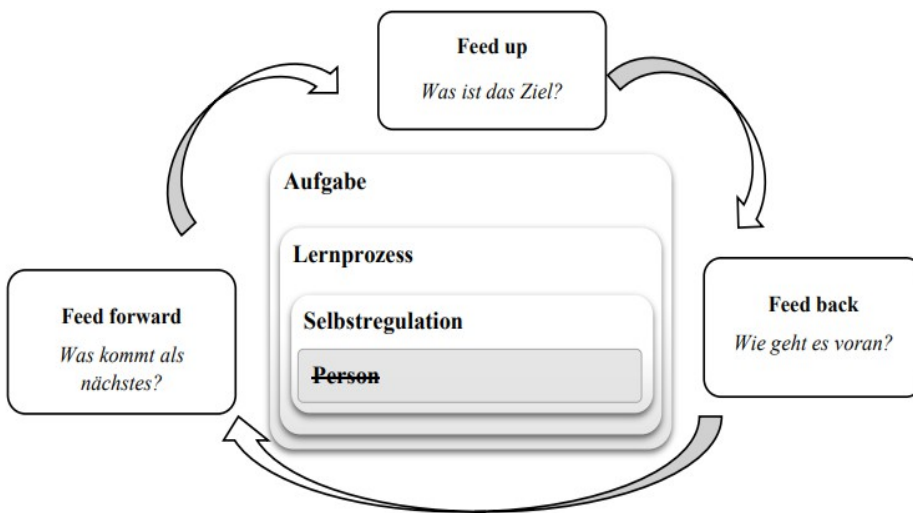 Feed up
Was ist das Ziel?
Aufgabe
Lernprozess
Selbstregulation
Person
Feed forward
Was kommt als
nächstes?
Feed back
Wie geht es voran?